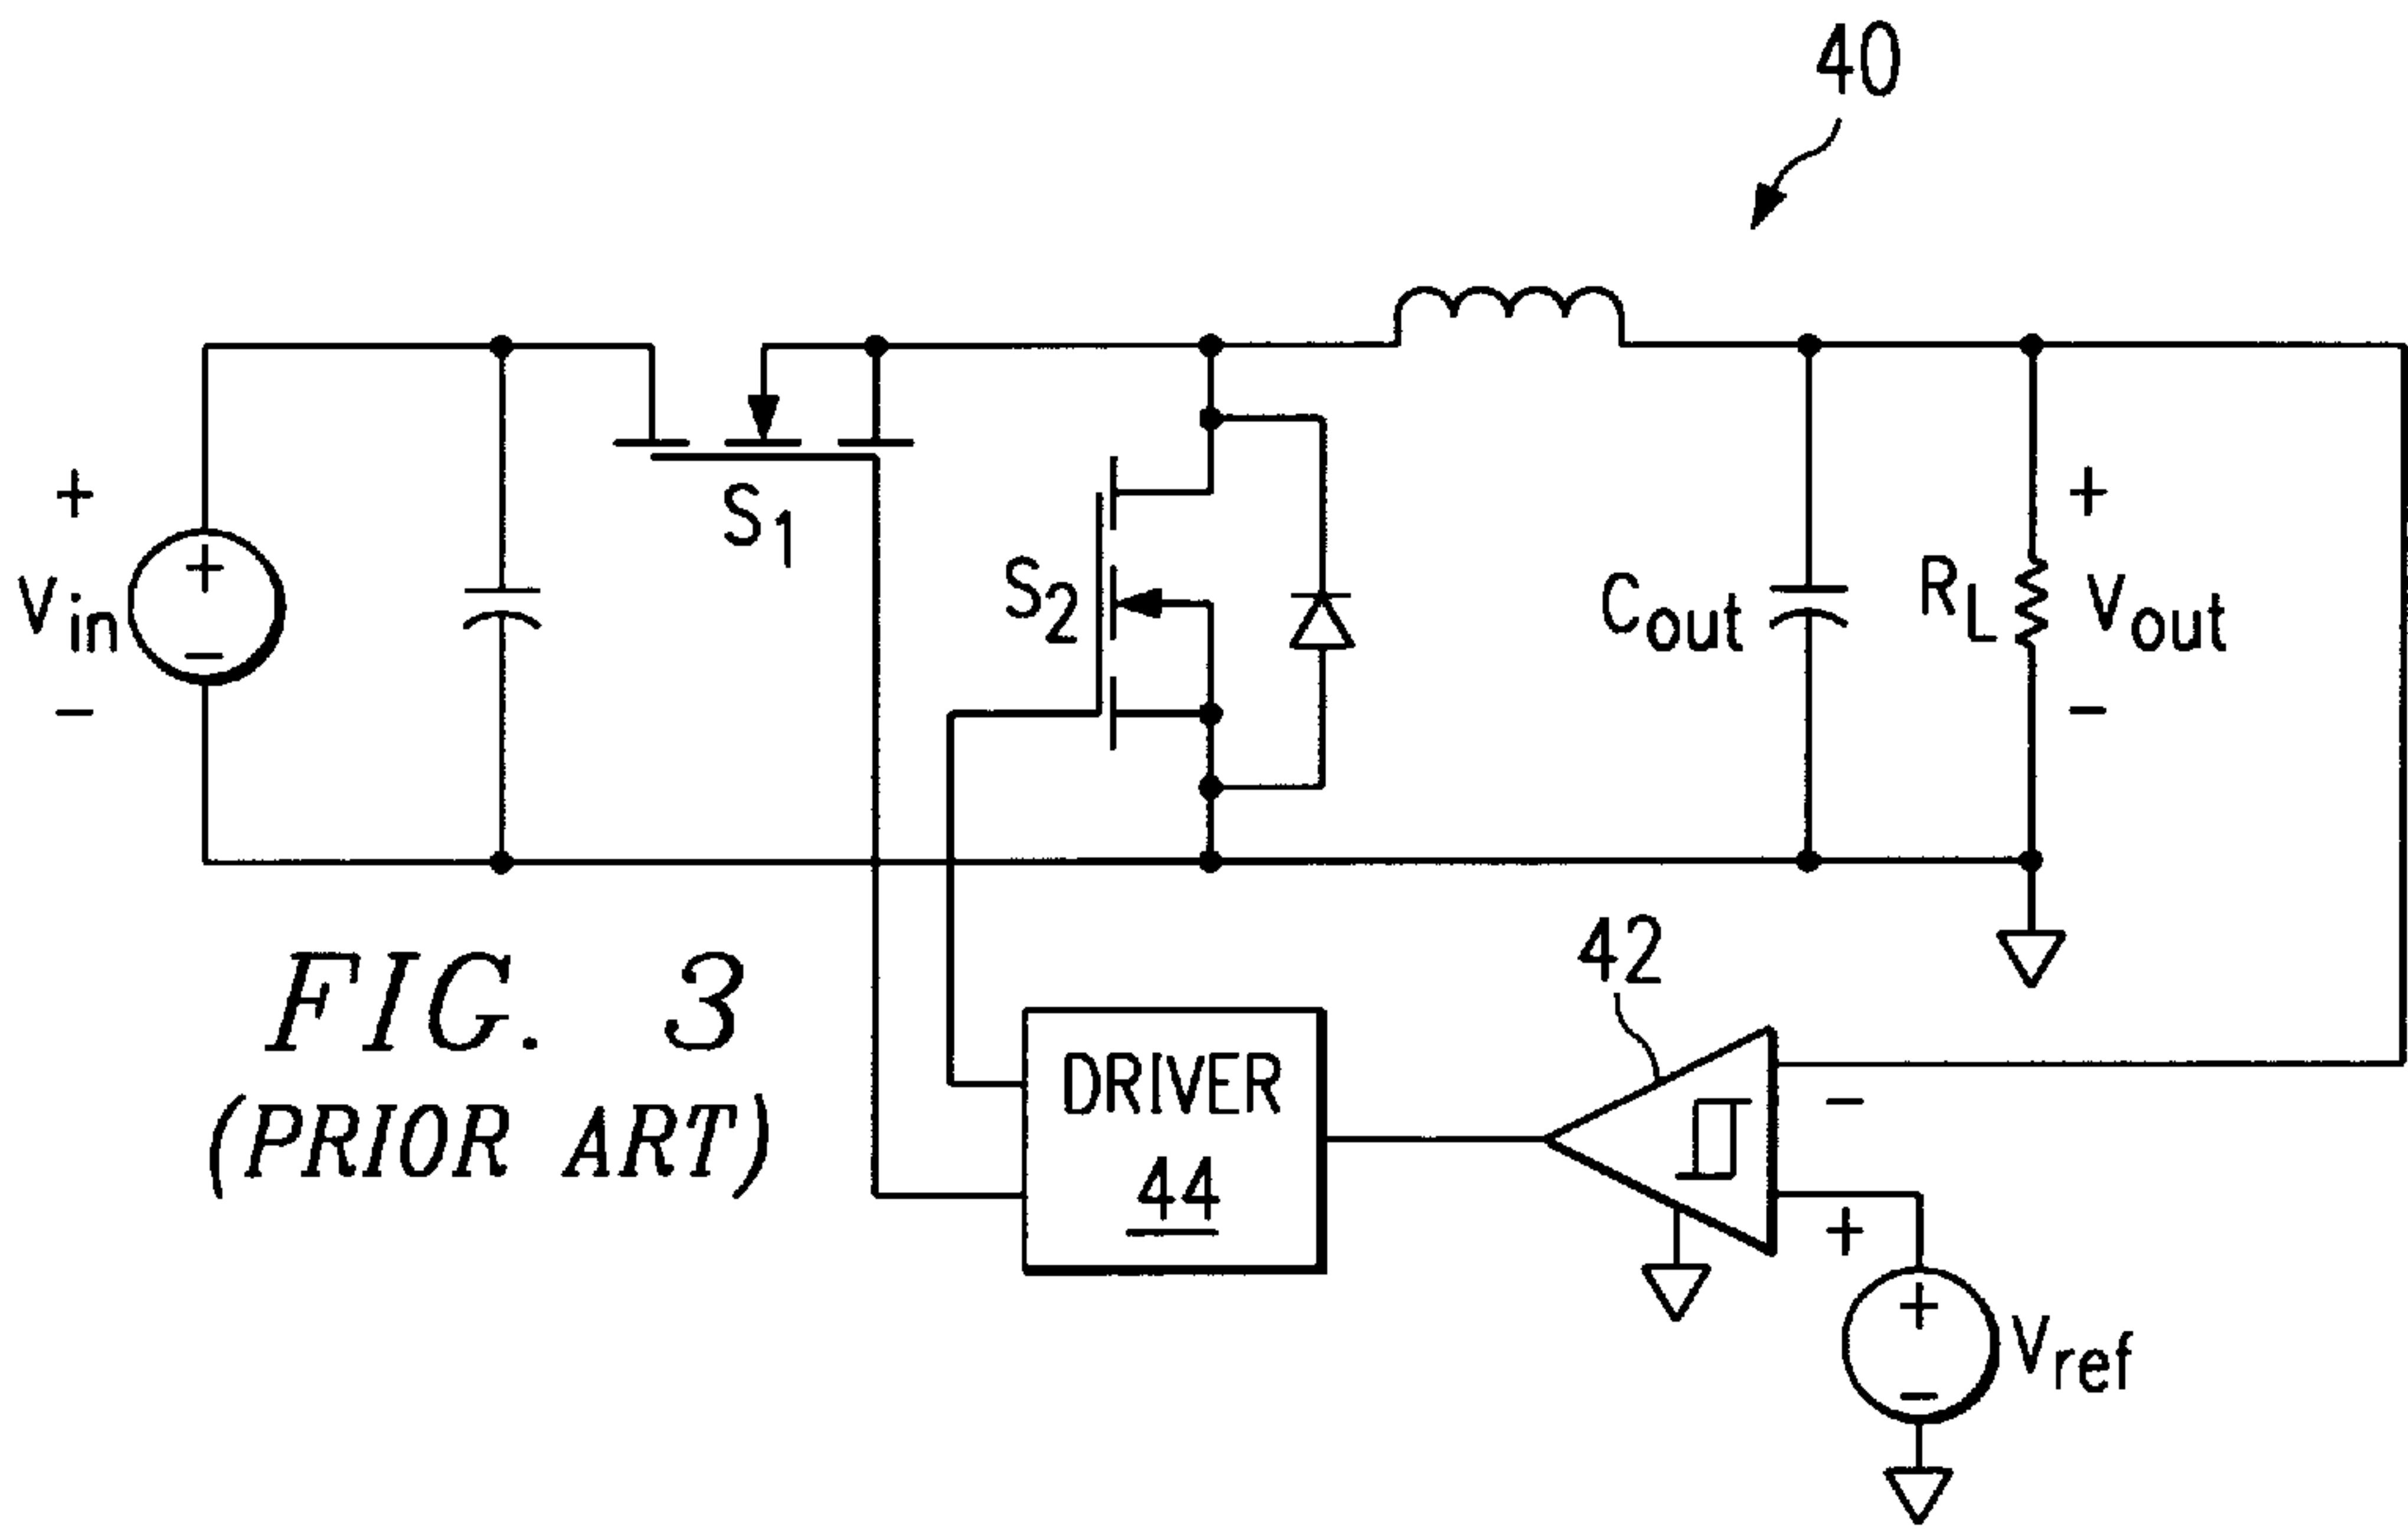 40
+
S1
Vin
+
−
−
S2
Cout
RL
+
Vout
−
42
FIG. 3
(PRIOR ART)
DRIVER
44
−
+
+
−
Vref